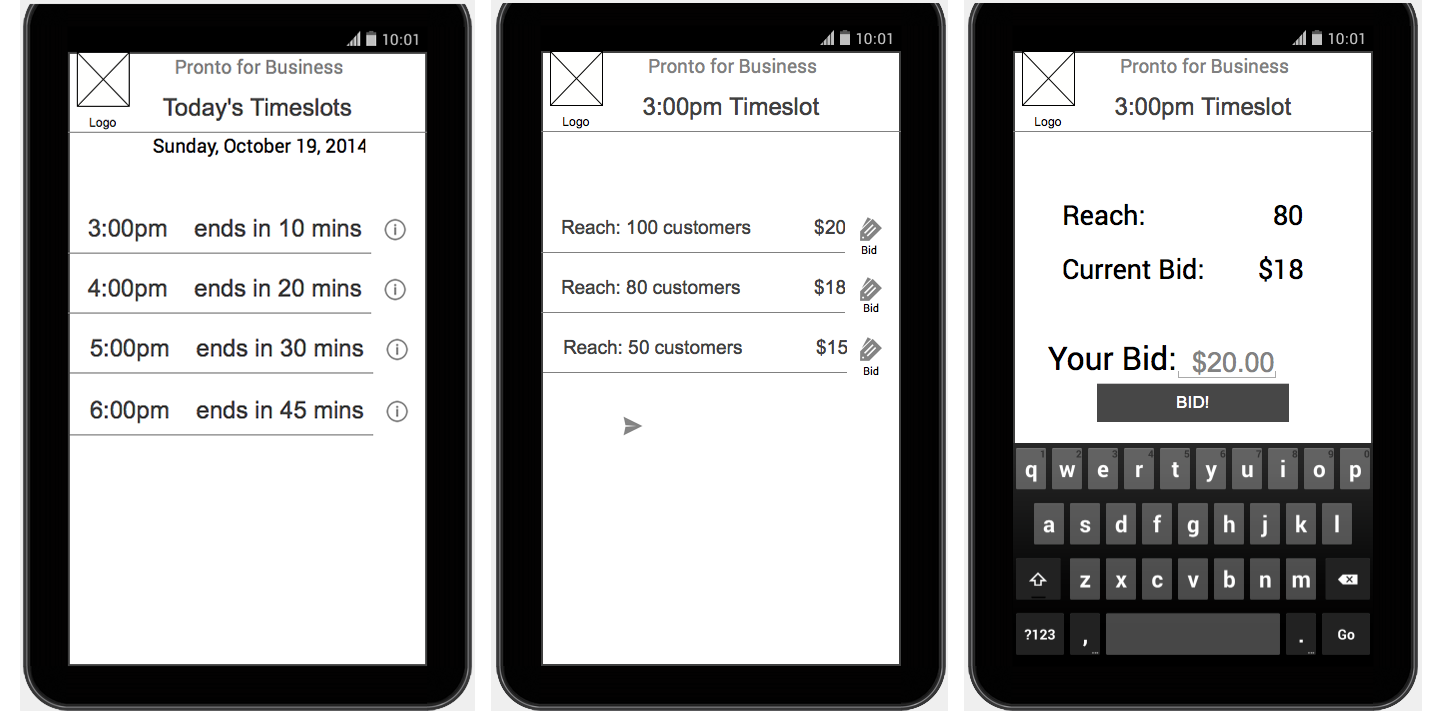 10:01
Pronto for Business
Today's Timeslots
Logo
Sunday, October 19, 2014
3:00pm ends in 10 mins
4:00pm ends in 20 mins
5:00pm ends in 30 mins
6:00pm ends in 45 mins
10:01
Pronto for Business
3:00pm Timeslot
Logo
Reach: 100 customers $20
Bid
Reach: 80 customers $18
Bid
Reach: 50 customers $15
Bid
10:01
Pronto for Business
3:00pm Timeslot
Logo
Reach: 80
Current Bid: $18
Your Bid: $20.00
BID!
1 2 3 4 5 6 7 8 9 0
q w e r t y u i o p
a s d f g h j k l
z x c v b n m
?123 , ... . ... Go